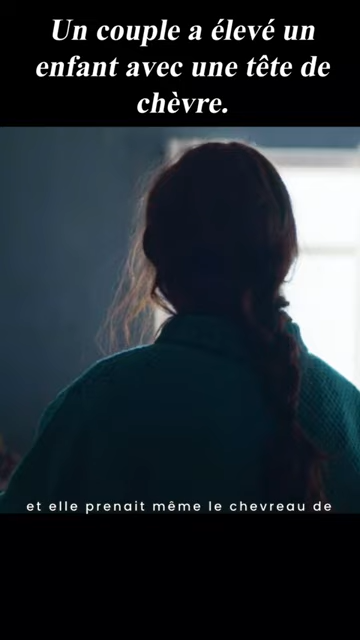 Un couple a élevé un
enfant avec une tête de
chèvre.
et elle prenait même le chevreau de